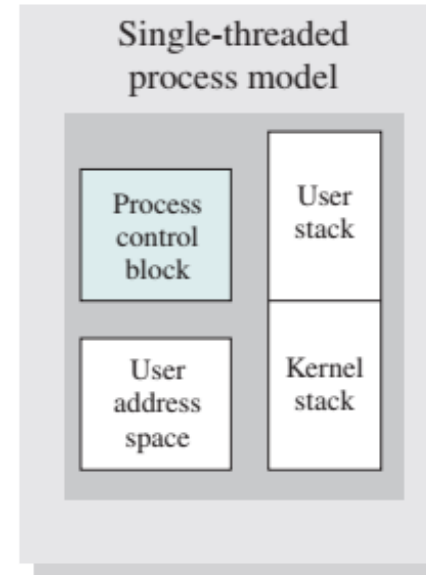 Single-threaded
process model
Process
control
block
User
stack
User
address
space
Kernel
stack